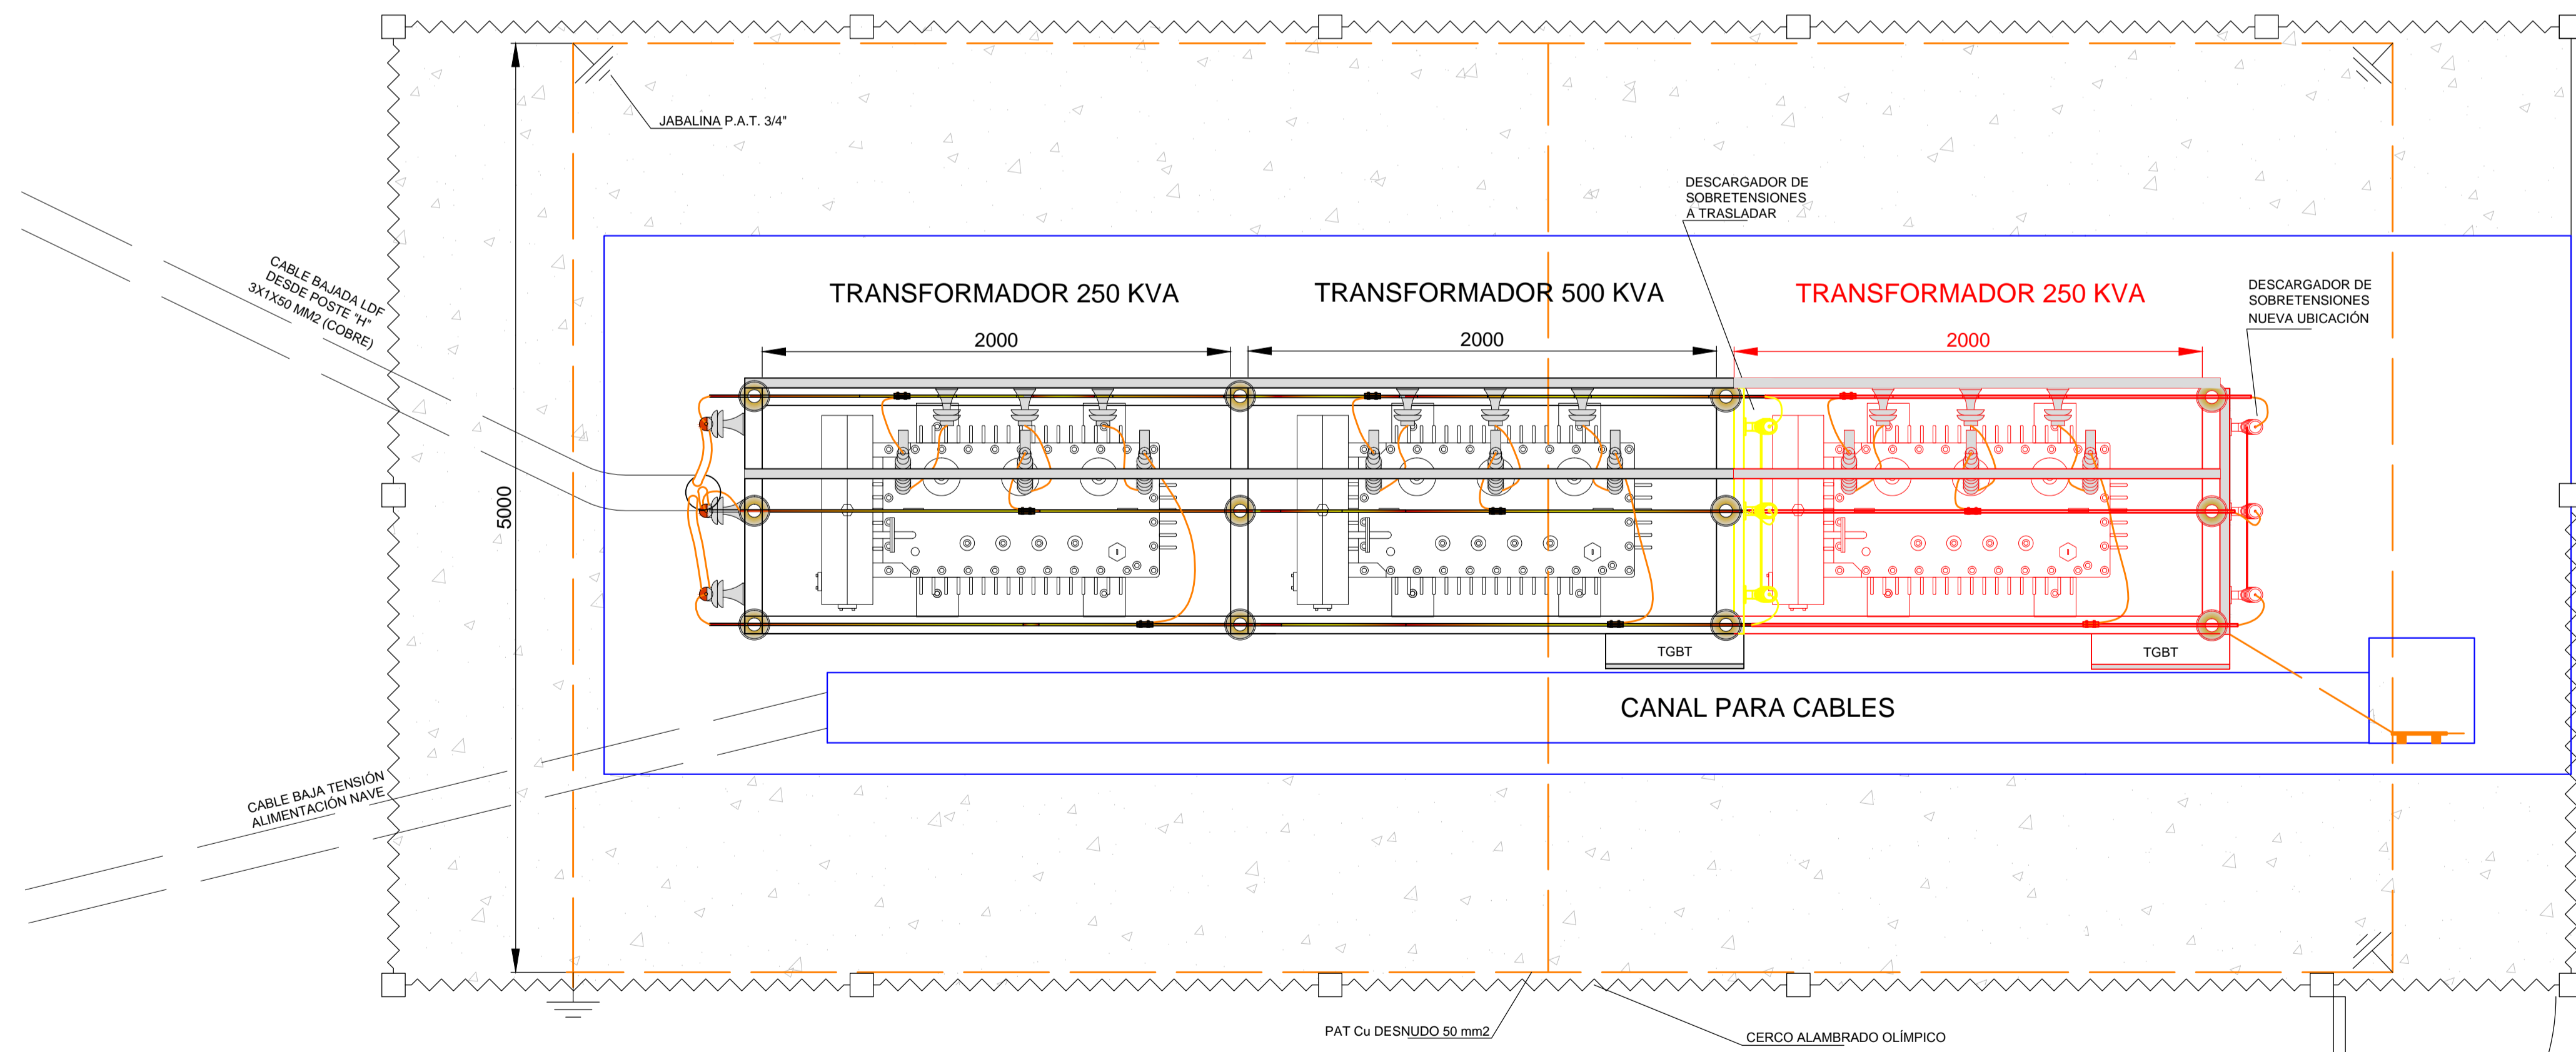 JABALINA P.A.T. 3/4"
DESCARGADOR DE
SOBRETENSIONES
A TRASLADAR
CABLE BAJADA LDF
DESDE POSTE "H"
3X1X50 MM2 (COBRE)
TRANSFORMADOR 250 KVA
TRANSFORMADOR 500 KVA
TRANSFORMADOR 250 KVA
DESCARGADOR DE
SOBRETENSIONES
NUEVA UBICACIÓN
2000
2000
2000
5000
TGBT
TGBT
CANAL PARA CABLES
CABLE BAJA TENSIÓN
ALIMENTACIÓN NAVE
PAT Cu DESNUDO 50 mm2
CERCO ALAMBRADO OLÍMPICO